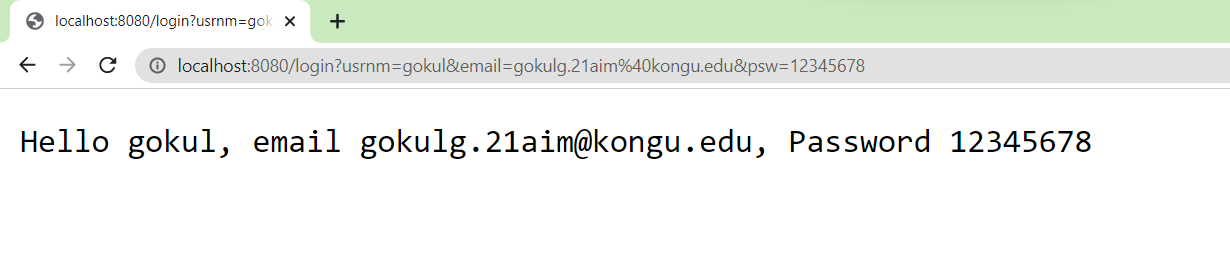 localhost:8080/login?usrnm=gok
localhost:8080/login?usrnm=gokul&email=gokulg.21aim%40kongu.edu&psw=12345678
Hello gokul, email gokulg.21aim@kongu.edu, Password 12345678